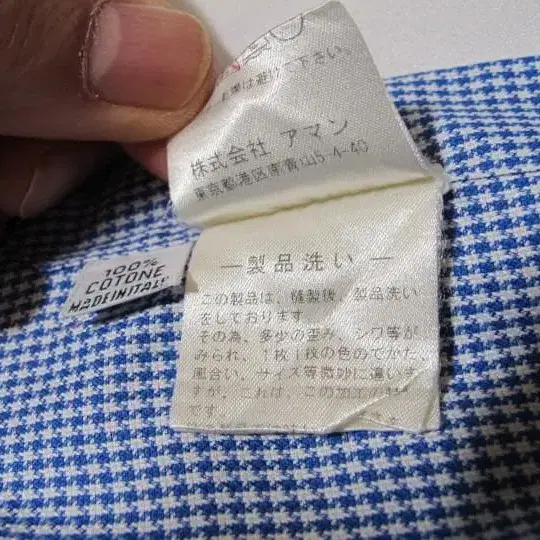 は避けて下さい。
株式会社 アマン
東京都港区南青山5-4-40
100%
COTONE
MADE IN ITALY
— 製品洗い —
この製品は、縫製後、製品洗い
をしております。
その為、多少の歪み、シワ等が
みられ、1枚1枚の色のでかた、
風合い、サイズ等微妙に違いま
すが、これは、この加工の特
です。